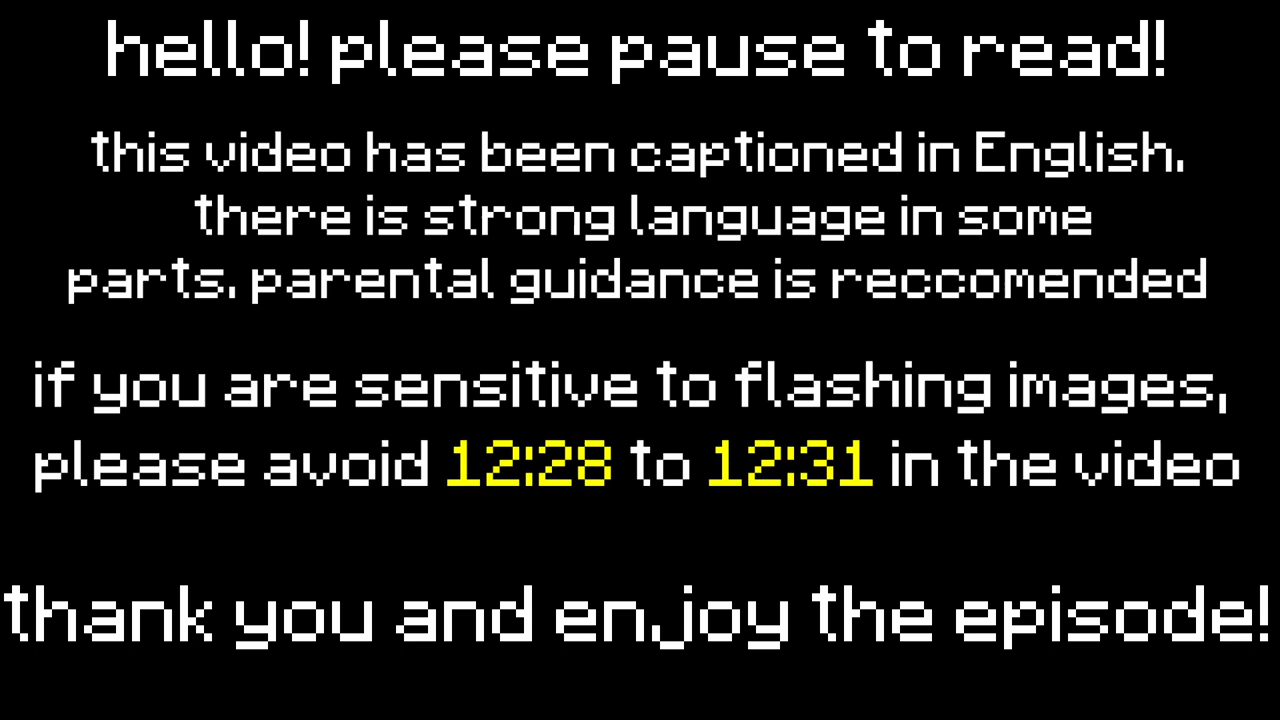 hello! please pause to read!
this video has been captioned in English.
there is strong language in some
parts. parental guidance is reccomended
if you are sensitive to flashing images,
please avoid 12:28 to 12:31 in the video
thank you and enjoy the episode!